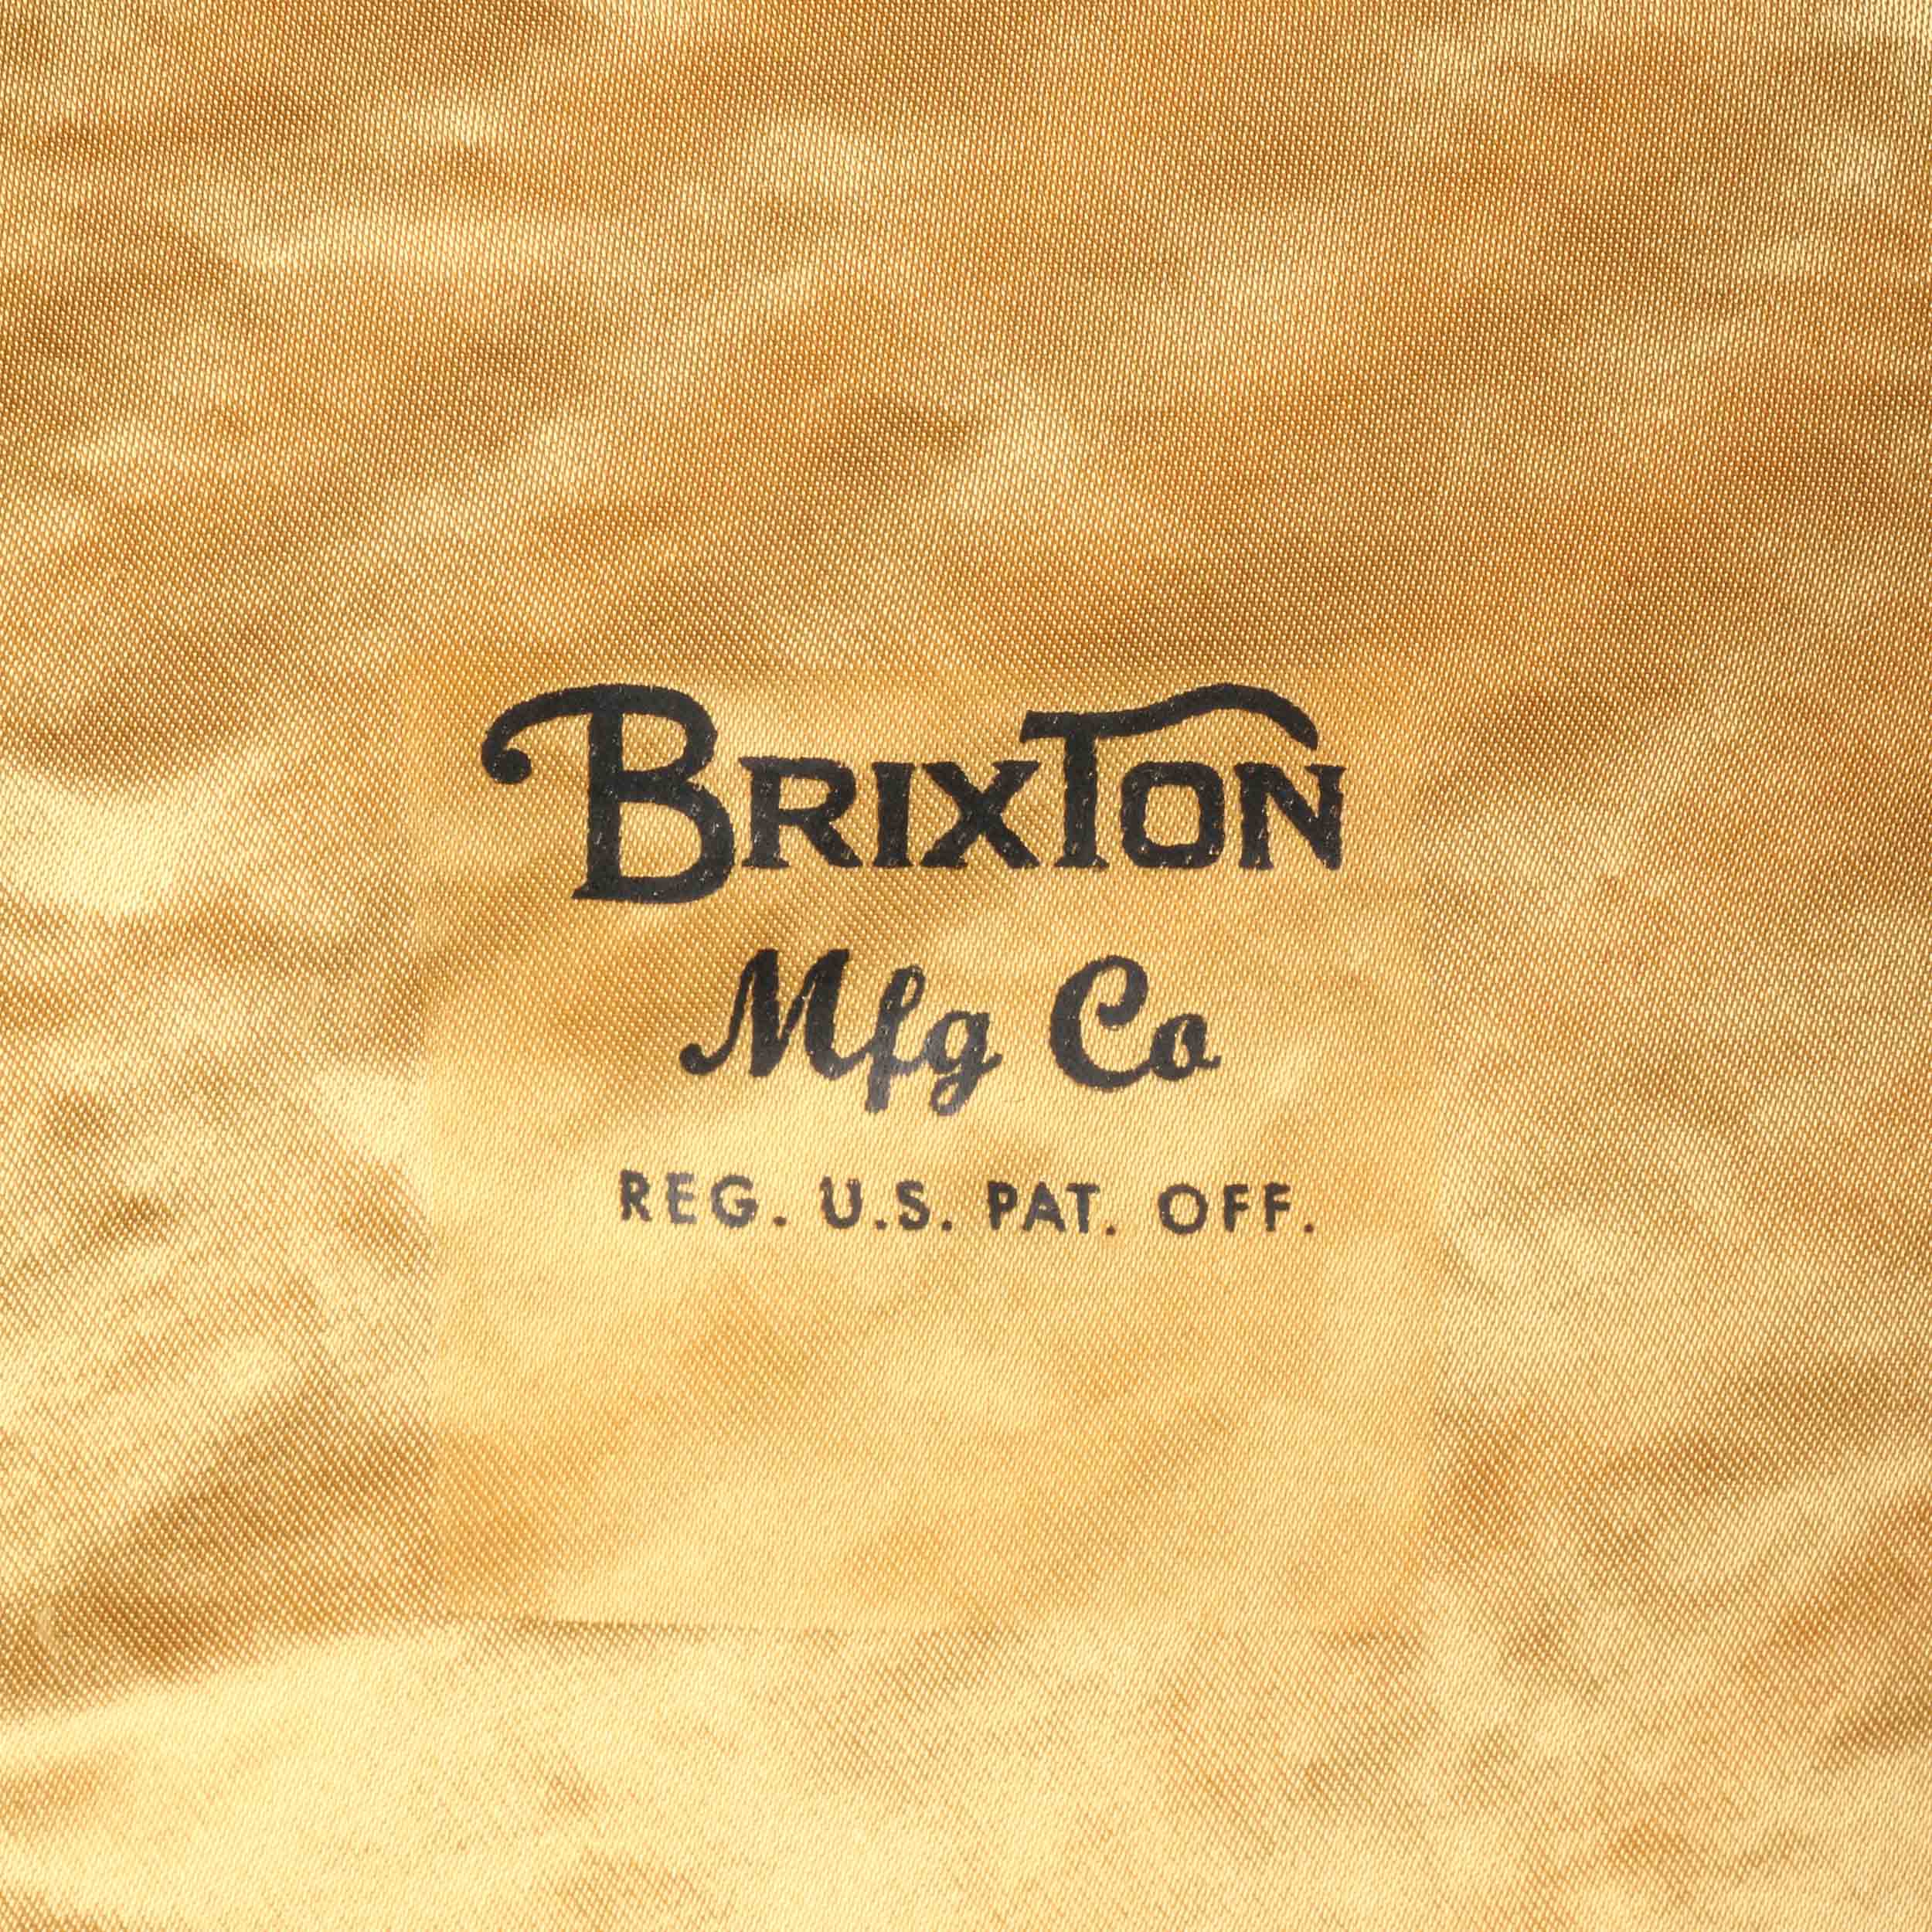 BRIXTON
Mfg Co
REG. U.S. PAT. OFF.